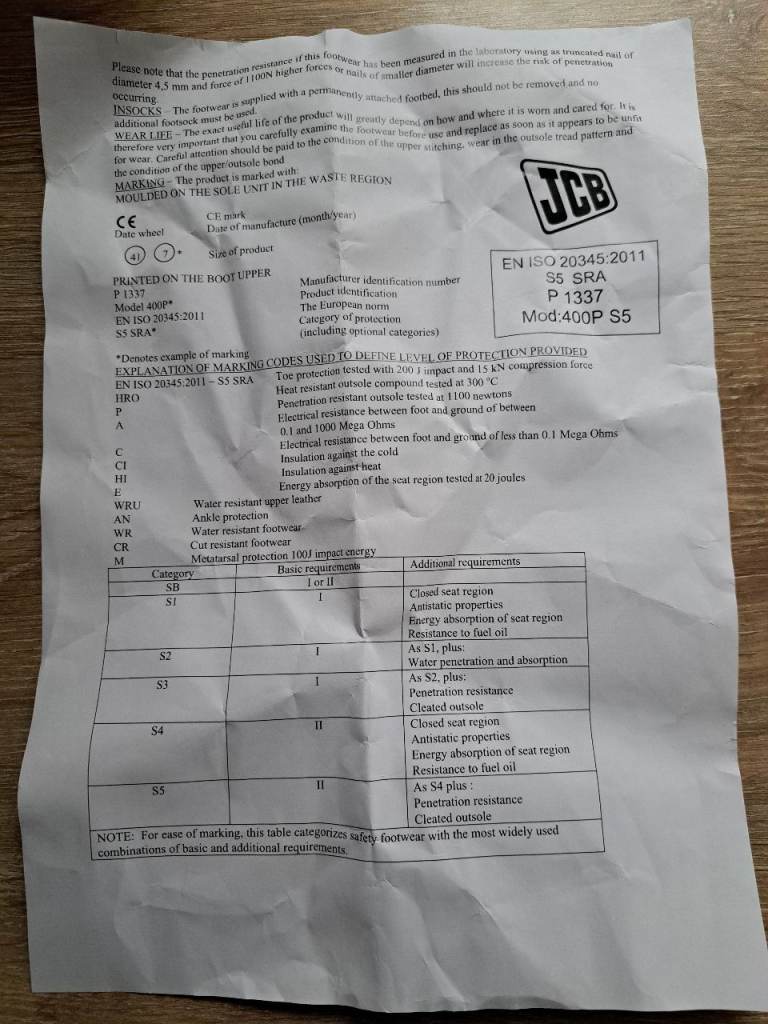 Please note that the penetration resistance if this footwear has been measured in the laboratory using as truncated nail of
diameter 4,5 mm and force of 1100N higher forces or nails of smaller diameter will increase the risk of penetration
occurring.
INSOCKS – The footwear is supplied with a permanently attached footbed, this should not be removed and no
additional footsock must be used.
WEAR LIFE – The exact useful life of the product will greatly depend on how and where it is worn and cared for. It is
therefore very important that you carefully examine the footwear before use and replace as soon as it appears to be unfit
for wear. Careful attention should be paid to the condition of the upper stitching, wear in the outsole tread pattern and
the condition of the upper/outsole bond
MARKING – The product is marked with:
MOULDED ON THE SOLE UNIT IN THE WASTE REGION
JCB
CE CE mark
Date wheel Date of manufacture (month/year)
41 7 * Size of product
PRINTED ON THE BOOT UPPER
P 1337 Manufacturer identification number
Model 400P* Product identification
EN ISO 20345:2011 The European norm
S5 SRA* Category of protection
(including optional categories)
EN ISO 20345:2011
S5 SRA
P 1337
Mod:400P S5
*Denotes example of marking
EXPLANATION OF MARKING CODES USED TO DEFINE LEVEL OF PROTECTION PROVIDED
EN ISO 20345:2011 – S5 SRA Toe protection tested with 200 J impact and 15 kN compression force
HRO Heat resistant outsole compound tested at 300 °C
P Penetration resistant outsole tested at 1100 newtons
A Electrical resistance between foot and ground of between
0.1 and 1000 Mega Ohms
C Electrical resistance between foot and ground of less than 0.1 Mega Ohms
CI Insulation against the cold
HI Insulation against heat
E Energy absorption of the seat region tested at 20 joules
WRU Water resistant upper leather
AN Ankle protection
WR Water resistant footwear
CR Cut resistant footwear
M Metatarsal protection 100J impact energy
Category Basic requirements Additional requirements
SB I or II
S1 I Closed seat region
Antistatic properties
Energy absorption of seat region
Resistance to fuel oil
S2 I As S1, plus:
Water penetration and absorption
S3 I As S2, plus:
Penetration resistance
Cleated outsole
S4 II Closed seat region
Antistatic properties
Energy absorption of seat region
Resistance to fuel oil
S5 II As S4 plus :
Penetration resistance
Cleated outsole
NOTE: For ease of marking, this table categorizes safety footwear with the most widely used
combinations of basic and additional requirements.